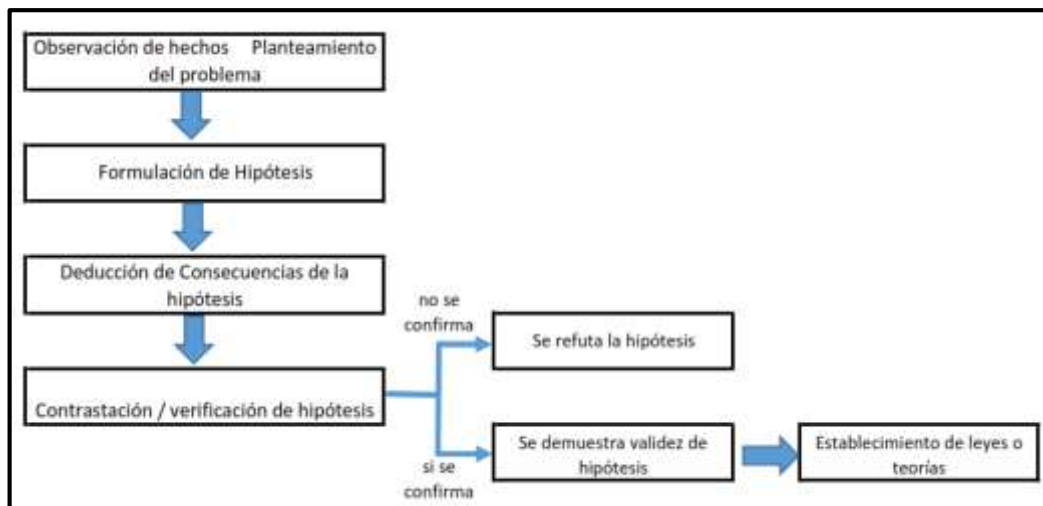 Observación de hechos Planteamiento
del problema
Formulación de Hipótesis
Deducción de Consecuencias de la
hipótesis
Contrastación / verificación de hipótesis
no se
confirma
Se refuta la hipótesis
si se
confirma
Se demuestra validez de
hipótesis
Establecimiento de leyes o
teorías